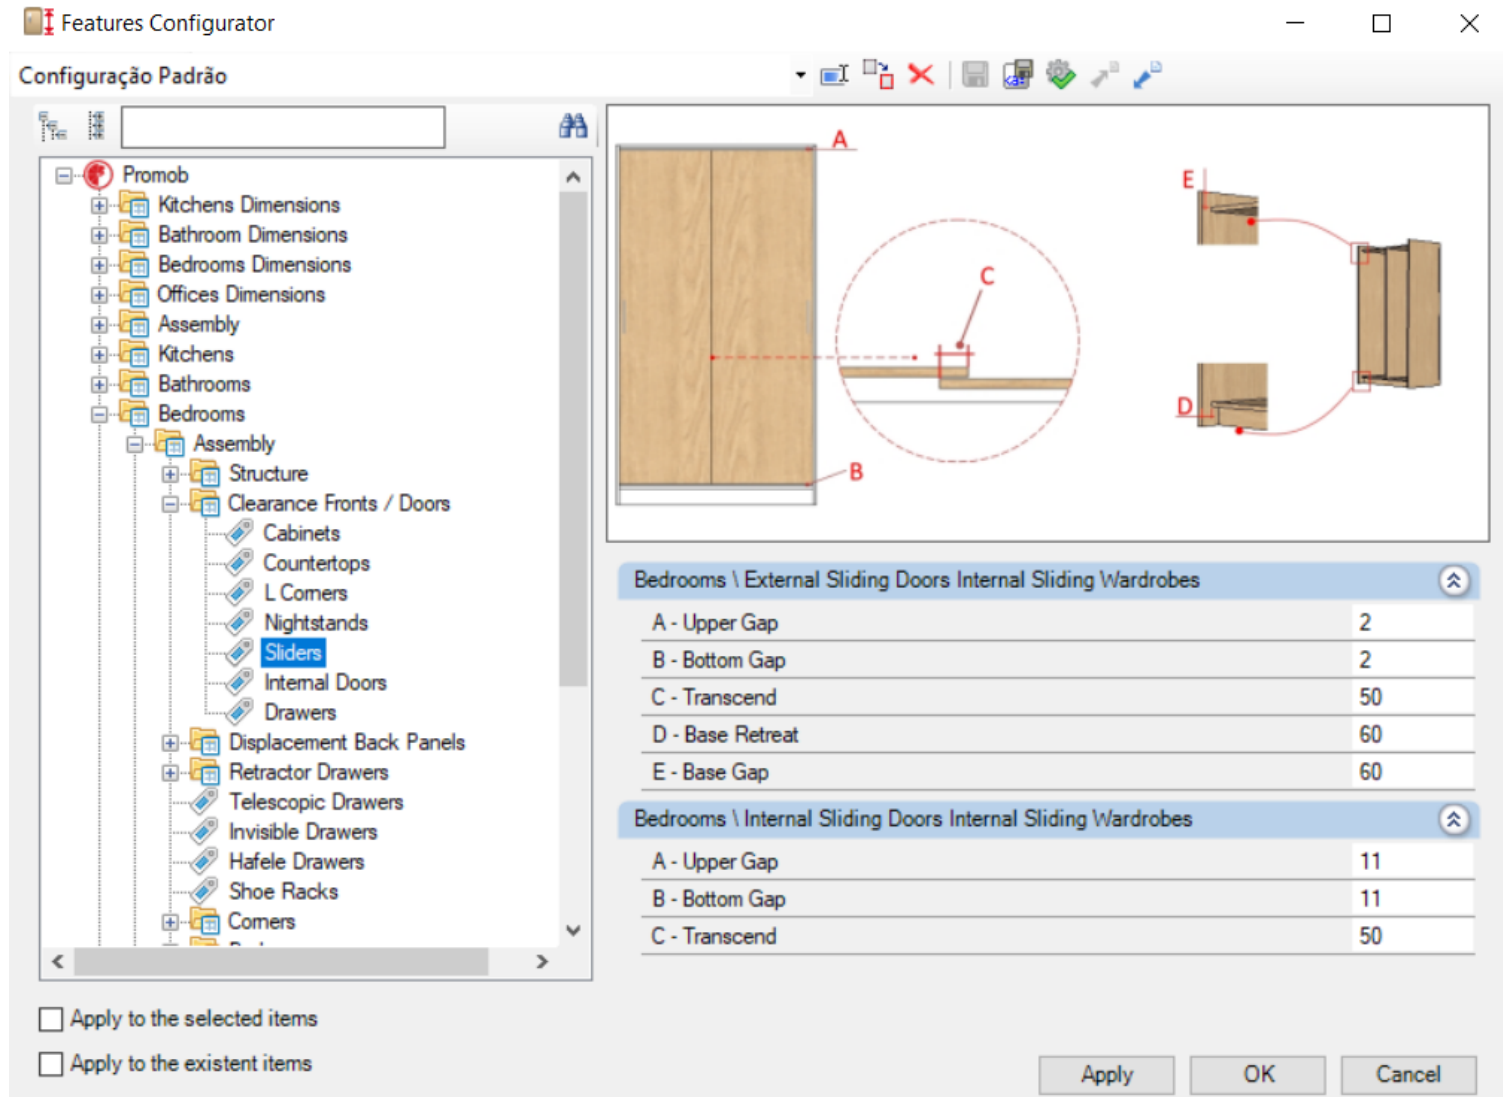 Features Configurator
Configuração Padrão
Promob
Kitchens Dimensions
Bathroom Dimensions
Bedrooms Dimensions
Offices Dimensions
Assembly
Kitchens
Bathrooms
Bedrooms
Assembly
Structure
Clearance Fronts / Doors
Cabinets
Countertops
L Corners
Nightstands
Sliders
Internal Doors
Drawers
Displacement Back Panels
Retractor Drawers
Telescopic Drawers
Invisible Drawers
Hafele Drawers
Shoe Racks
Corners
A
B
C
E
D
Bedrooms \ External Sliding Doors Internal Sliding Wardrobes
A - Upper Gap 2
B - Bottom Gap 2
C - Transcend 50
D - Base Retreat 60
E - Base Gap 60
Bedrooms \ Internal Sliding Doors Internal Sliding Wardrobes
A - Upper Gap 11
B - Bottom Gap 11
C - Transcend 50
Apply to the selected items
Apply to the existent items
Apply OK Cancel